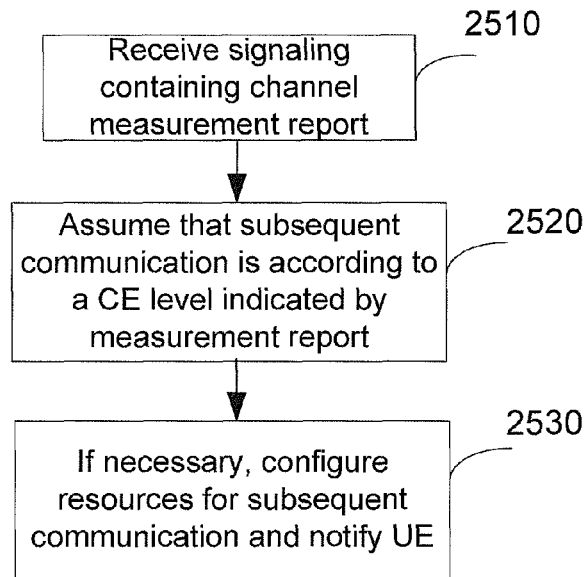 2510
Receive signaling
containing channel
measurement report
2520
Assume that subsequent
communication is according to
a CE level indicated by
measurement report
2530
If necessary, configure
resources for subsequent
communication and notify UE